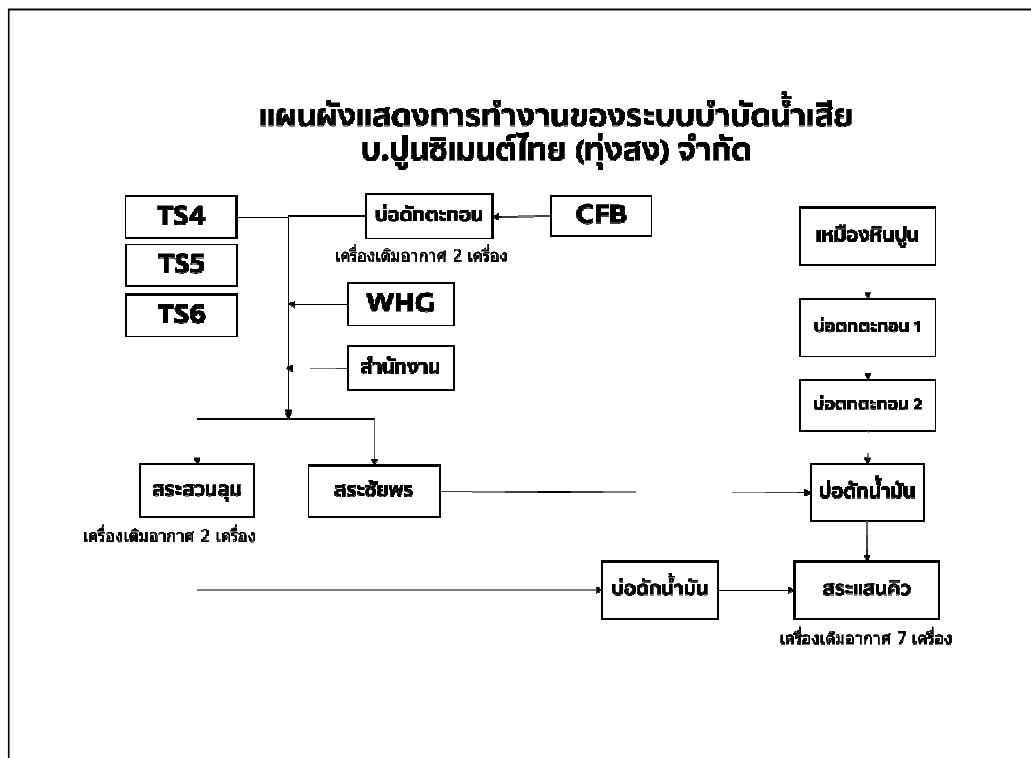 แผนผังแสดงการทำงานของระบบบำบัดน้ำเสีย
บ.ปูนซิเมนต์ไทย (ทุ่งสง) จำกัด
TS4
บ่อดักตะกอน
CFB
เหมืองหินปูน
เครื่องเติมอากาศ 2 เครื่อง
TS5
WHG
TS6
บ่อตกตะกอน 1
สำนักงาน
บ่อตกตะกอน 2
สระสวนลุม
สระชัยพร
บ่อดักน้ำมัน
เครื่องเติมอากาศ 2 เครื่อง
บ่อดักน้ำมัน
สระแสนคิว
เครื่องเติมอากาศ 7 เครื่อง